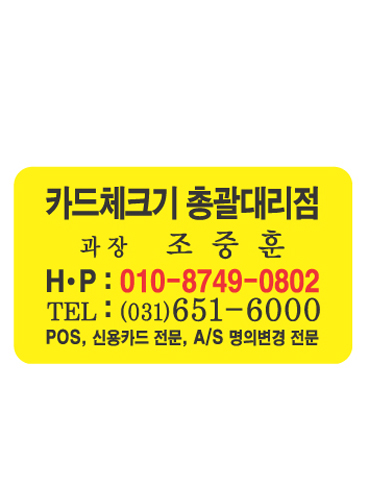 카드체크기 총괄대리점
과장 조중훈
H·P : 010-8749-0802
TEL : (031)651-6000
POS, 신용카드 전문, A/S 명의변경 전문